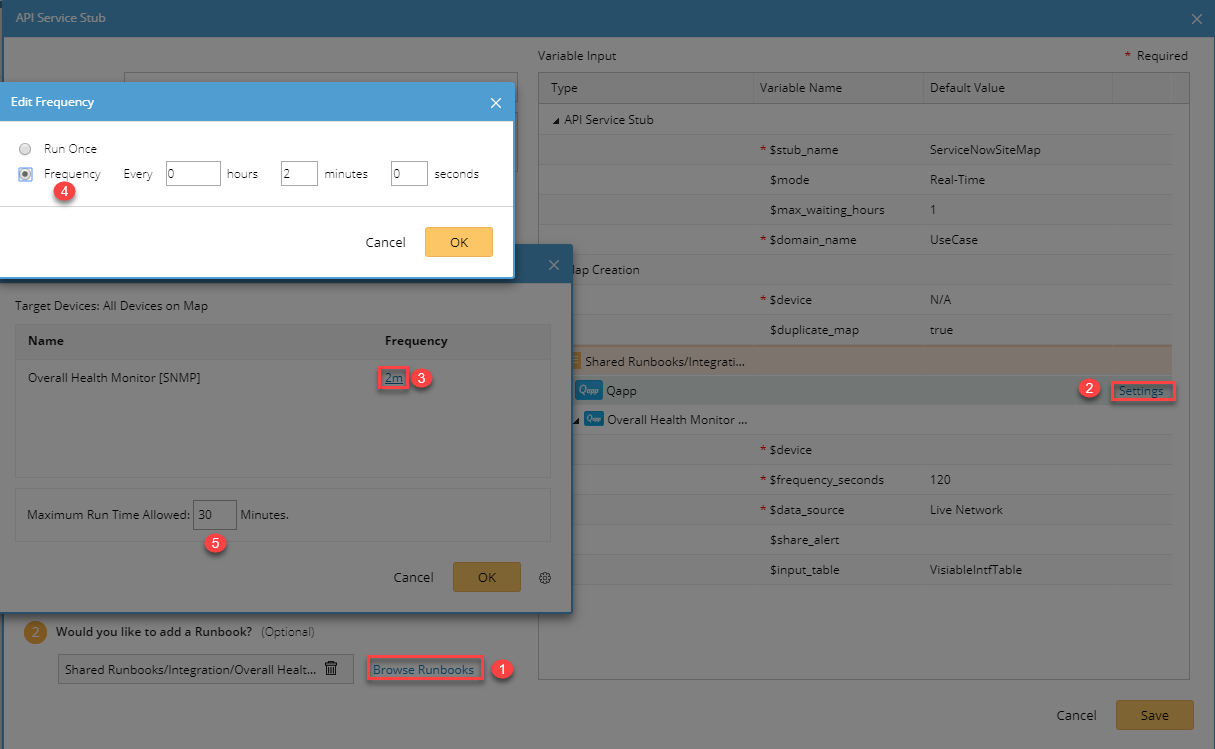 API Service Stub
Variable Input
* Required
Type Variable Name Default Value
API Service Stub
* $stub_name ServiceNowSiteMap
$mode Real-Time
$max_waiting_hours 1
* $domain_name UseCase
Map Creation
* $device N/A
$duplicate_map true
Shared Runbooks/Integrati...
Qapp Qapp 2 Settings
Qapp Overall Health Monitor ...
* $device
* $frequency_seconds 120
* $data_source Live Network
$share_alert
$input_table VisiableIntfTable
Edit Frequency
Run Once
Frequency Every 0 hours 2 minutes 0 seconds
4
Cancel OK
Target Devices: All Devices on Map
Name Frequency
Overall Health Monitor [SNMP] 2m 3
Maximum Run Time Allowed: 30 Minutes.
5
Cancel OK
2 Would you like to add a Runbook? (Optional)
Shared Runbooks/Integration/Overall Healt... Browse Runbooks 1
Cancel Save